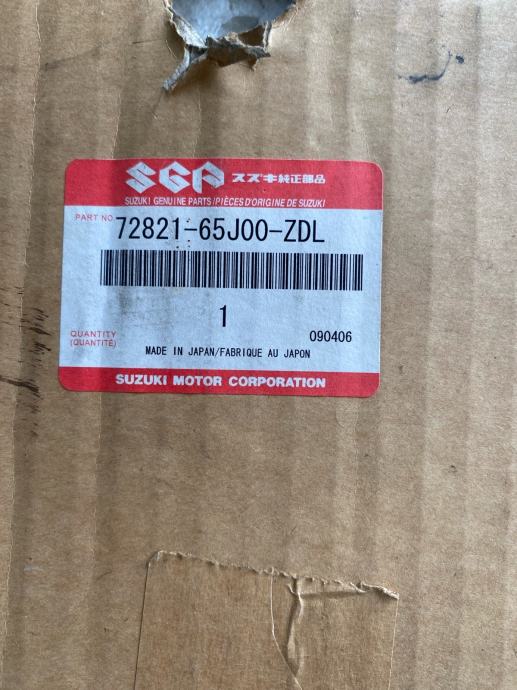 SGP スズキ純正部品
SUZUKI GENUINE PARTS/PIÈCES D'ORIGINE DE SUZUKI
PART NO. 72821-65J00-ZDL
1
QUANTITY
(QUANTITÉ)
090406
MADE IN JAPAN/FABRIQUE AU JAPON
SUZUKI MOTOR CORPORATION